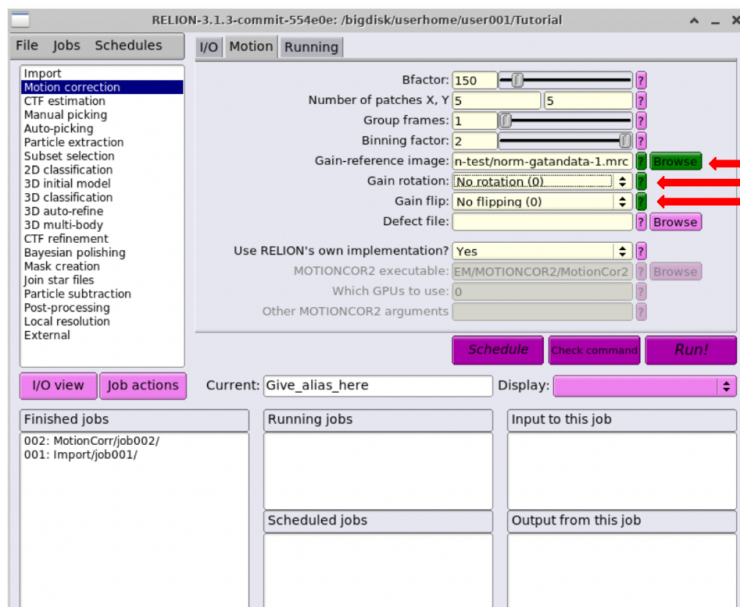 RELION-3.1.3-commit-554e0e: /bigdisk/userhome/user001/Tutorial
File Jobs Schedules
I/O Motion Running
Import
Motion correction
CTF estimation
Manual picking
Auto-picking
Particle extraction
Subset selection
2D classification
3D initial model
3D classification
3D auto-refine
3D multi-body
CTF refinement
Bayesian polishing
Mask creation
Join star files
Particle subtraction
Post-processing
Local resolution
External
Bfactor: 150 ?
Number of patches X, Y 5 5 ?
Group frames: 1 ?
Binning factor: 2 ?
Gain-reference image: n-test/norm-gatandata-1.mrc ? Browse
Gain rotation: No rotation (0) ?
Gain flip: No flipping (0) ?
Defect file: ? Browse
Use RELION's own implementation? Yes ?
MOTIONCOR2 executable: EM/MOTIONCOR2/MotionCor2 ? Browse
Which GPUs to use: 0 ?
Other MOTIONCOR2 arguments ?
Schedule Check command Run!
I/O view Job actions Current: Give_alias_here Display:
Finished jobs
002: MotionCorr/job002/
001: Import/job001/
Running jobs
Input to this job
Scheduled jobs
Output from this job